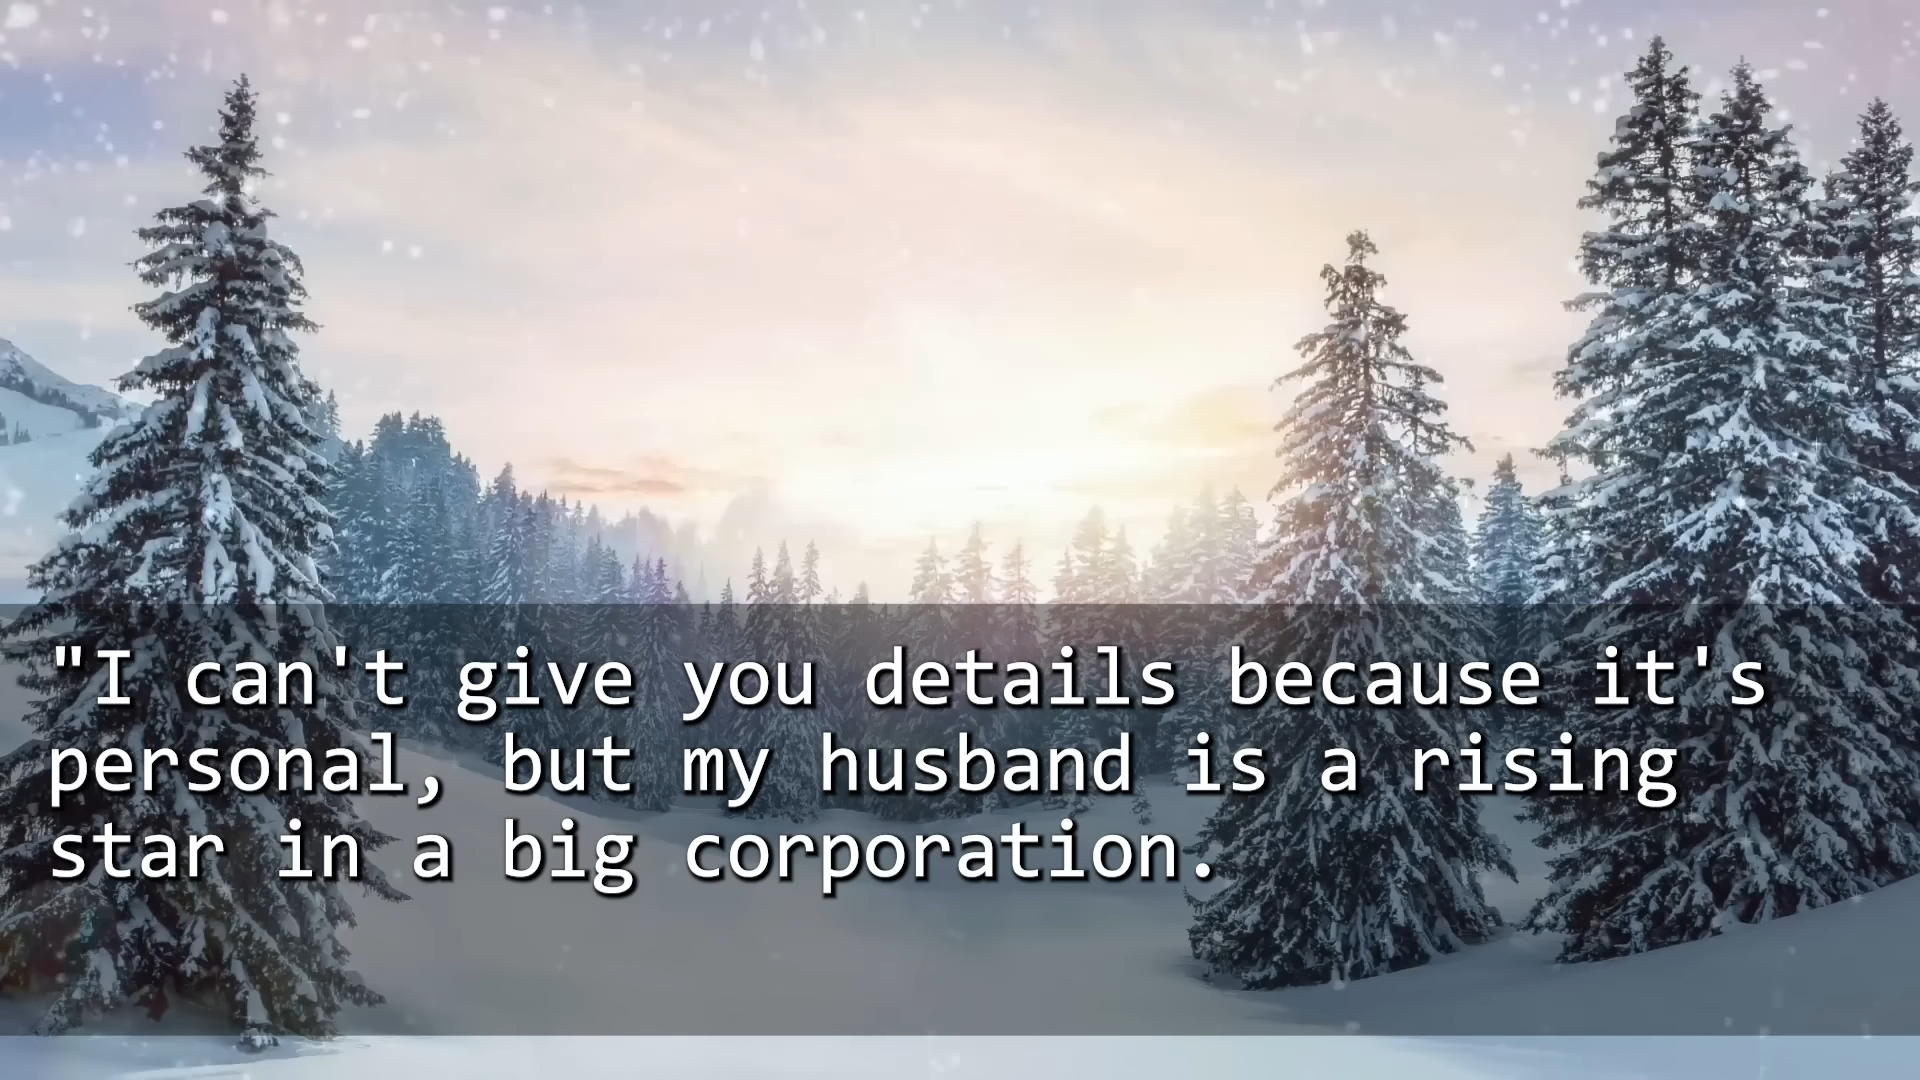 "I can't give you details because it's
personal, but my husband is a rising
star in a big corporation.